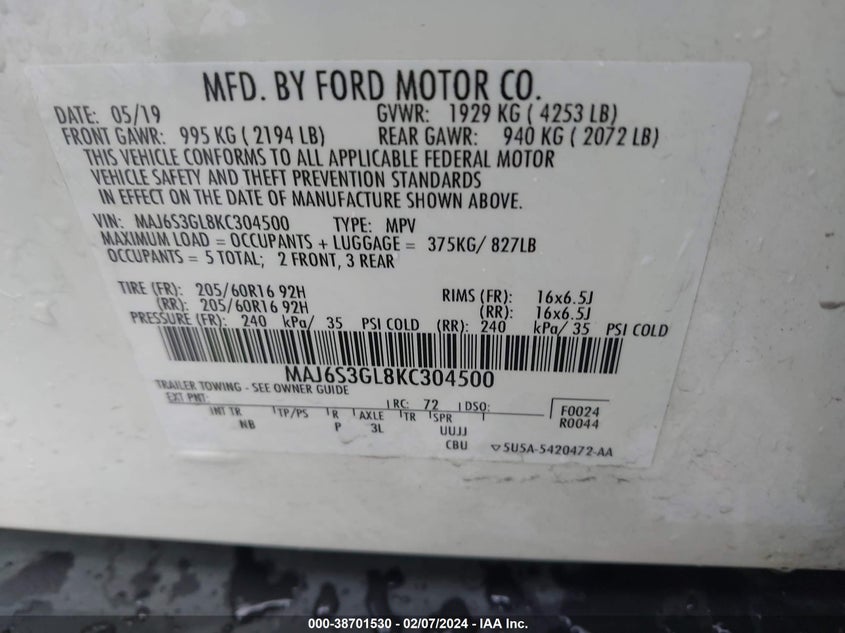 MFD. BY FORD MOTOR CO.
DATE: 05/19 GVWR: 1929 KG ( 4253 LB)
FRONT GAWR: 995 KG ( 2194 LB) REAR GAWR: 940 KG ( 2072 LB)
THIS VEHICLE CONFORMS TO ALL APPLICABLE FEDERAL MOTOR
VEHICLE SAFETY AND THEFT PREVENTION STANDARDS
IN EFFECT ON THE DATE OF MANUFACTURE SHOWN ABOVE.
VIN: MAJ6S3GL8KC304500 TYPE: MPV
MAXIMUM LOAD = OCCUPANTS + LUGGAGE = 375KG/ 827LB
OCCUPANTS = 5 TOTAL; 2 FRONT, 3 REAR
TIRE (FR): 205/60R16 92H RIMS (FR): 16x6.5J
(RR): 205/60R16 92H (RR): 16x6.5J
PRESSURE (FR): 240 kPa/ 35 PSI COLD (RR): 240 kPa/ 35 PSI COLD
MAJ6S3GL8KC304500
TRAILER TOWING - SEE OWNER GUIDE
EXT PNT: RC: 72 DSO: F0024
INT TR TP/PS R AXLE TR SPR R0044
NB P 3L UUJJ
CBU 5U5A-5420472-AA
000-38701530 - 02/07/2024 - IAA Inc.